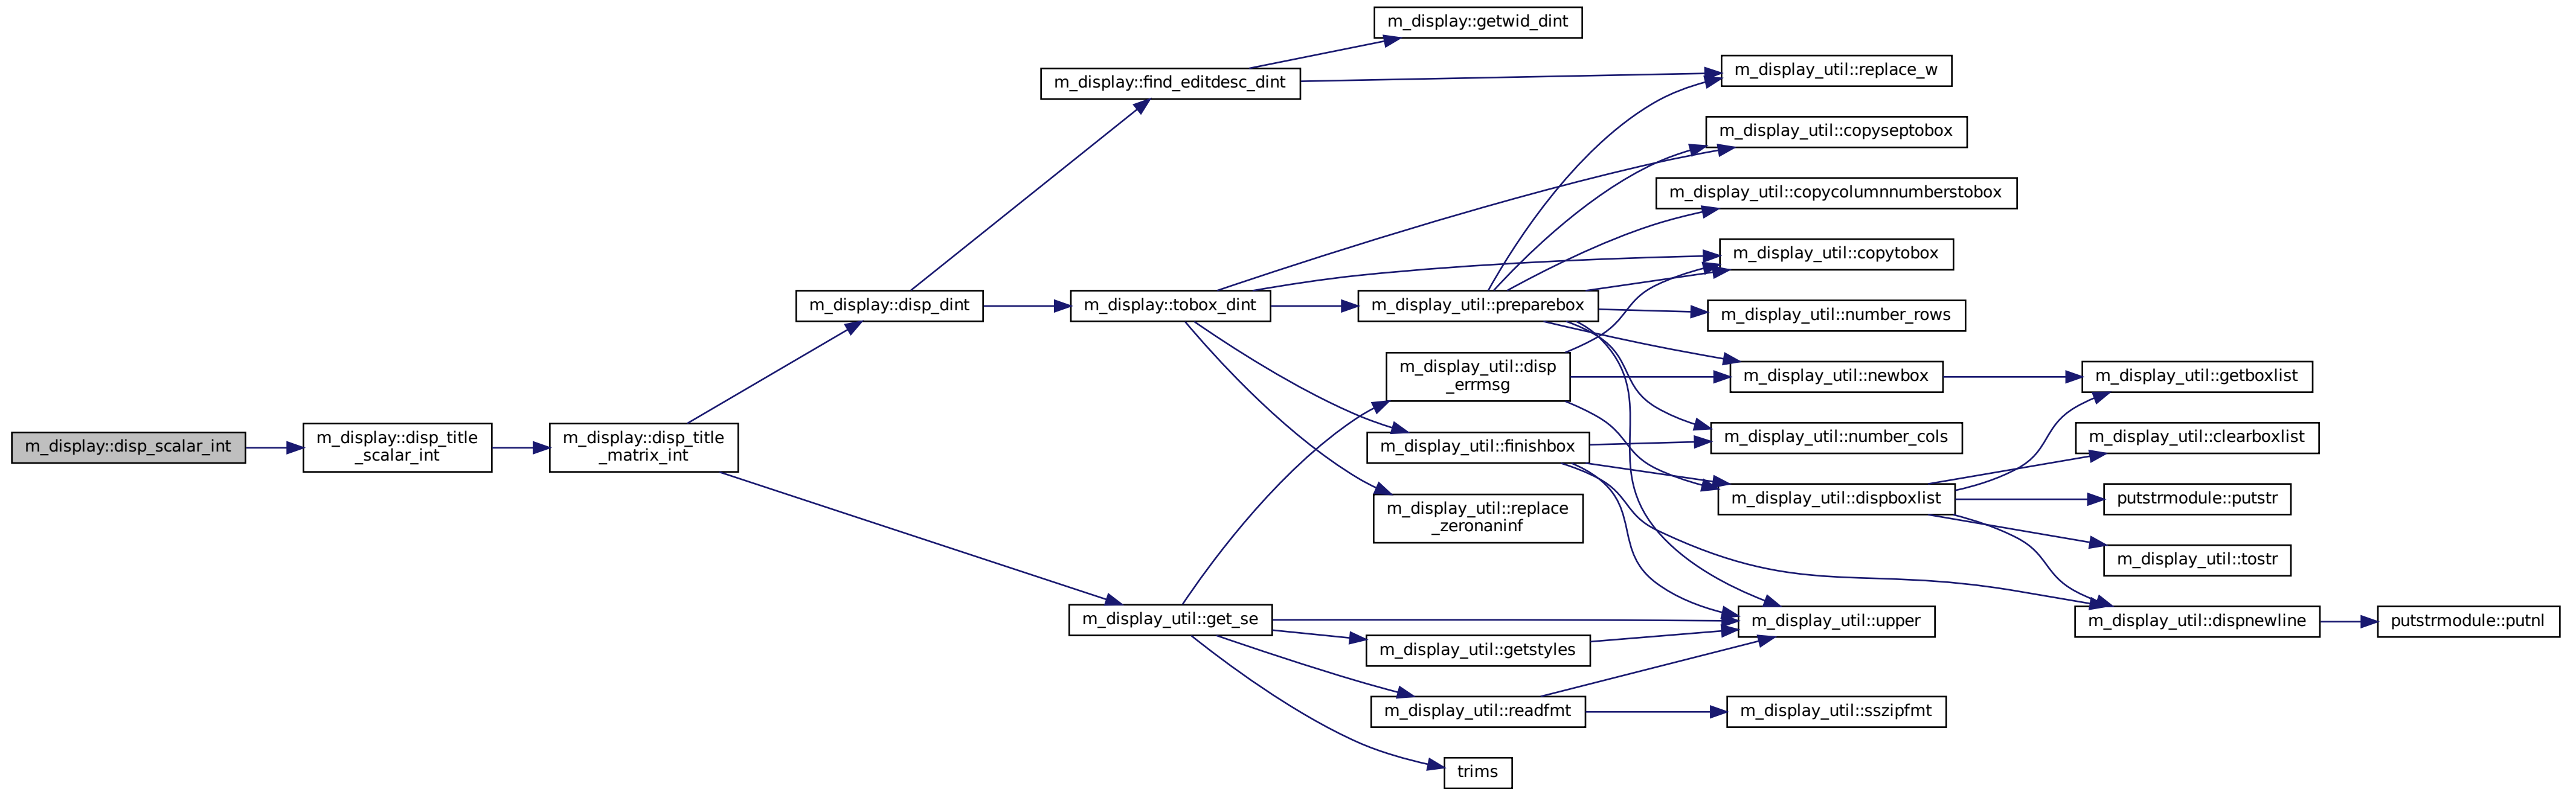 m_display::getwid_dint
m_display::find_editdesc_dint
m_display_util::replace_w
m_display_util::copyseptobox
m_display_util::copycolumnnumberstobox
m_display_util::copytobox
m_display::disp_dint
m_display::tobox_dint
m_display_util::preparebox
m_display_util::number_rows
m_display_util::disp
_errmsg
m_display_util::newbox
m_display_util::getboxlist
m_display::disp_scalar_int
m_display::disp_title
_scalar_int
m_display::disp_title
_matrix_int
m_display_util::finishbox
m_display_util::number_cols
m_display_util::clearboxlist
m_display_util::dispboxlist
putstrmodule::putstr
m_display_util::replace
_zeronaninf
m_display_util::tostr
m_display_util::get_se
m_display_util::upper
m_display_util::dispnewline
putstrmodule::putnl
m_display_util::getstyles
m_display_util::readfmt
m_display_util::sszipfmt
trims